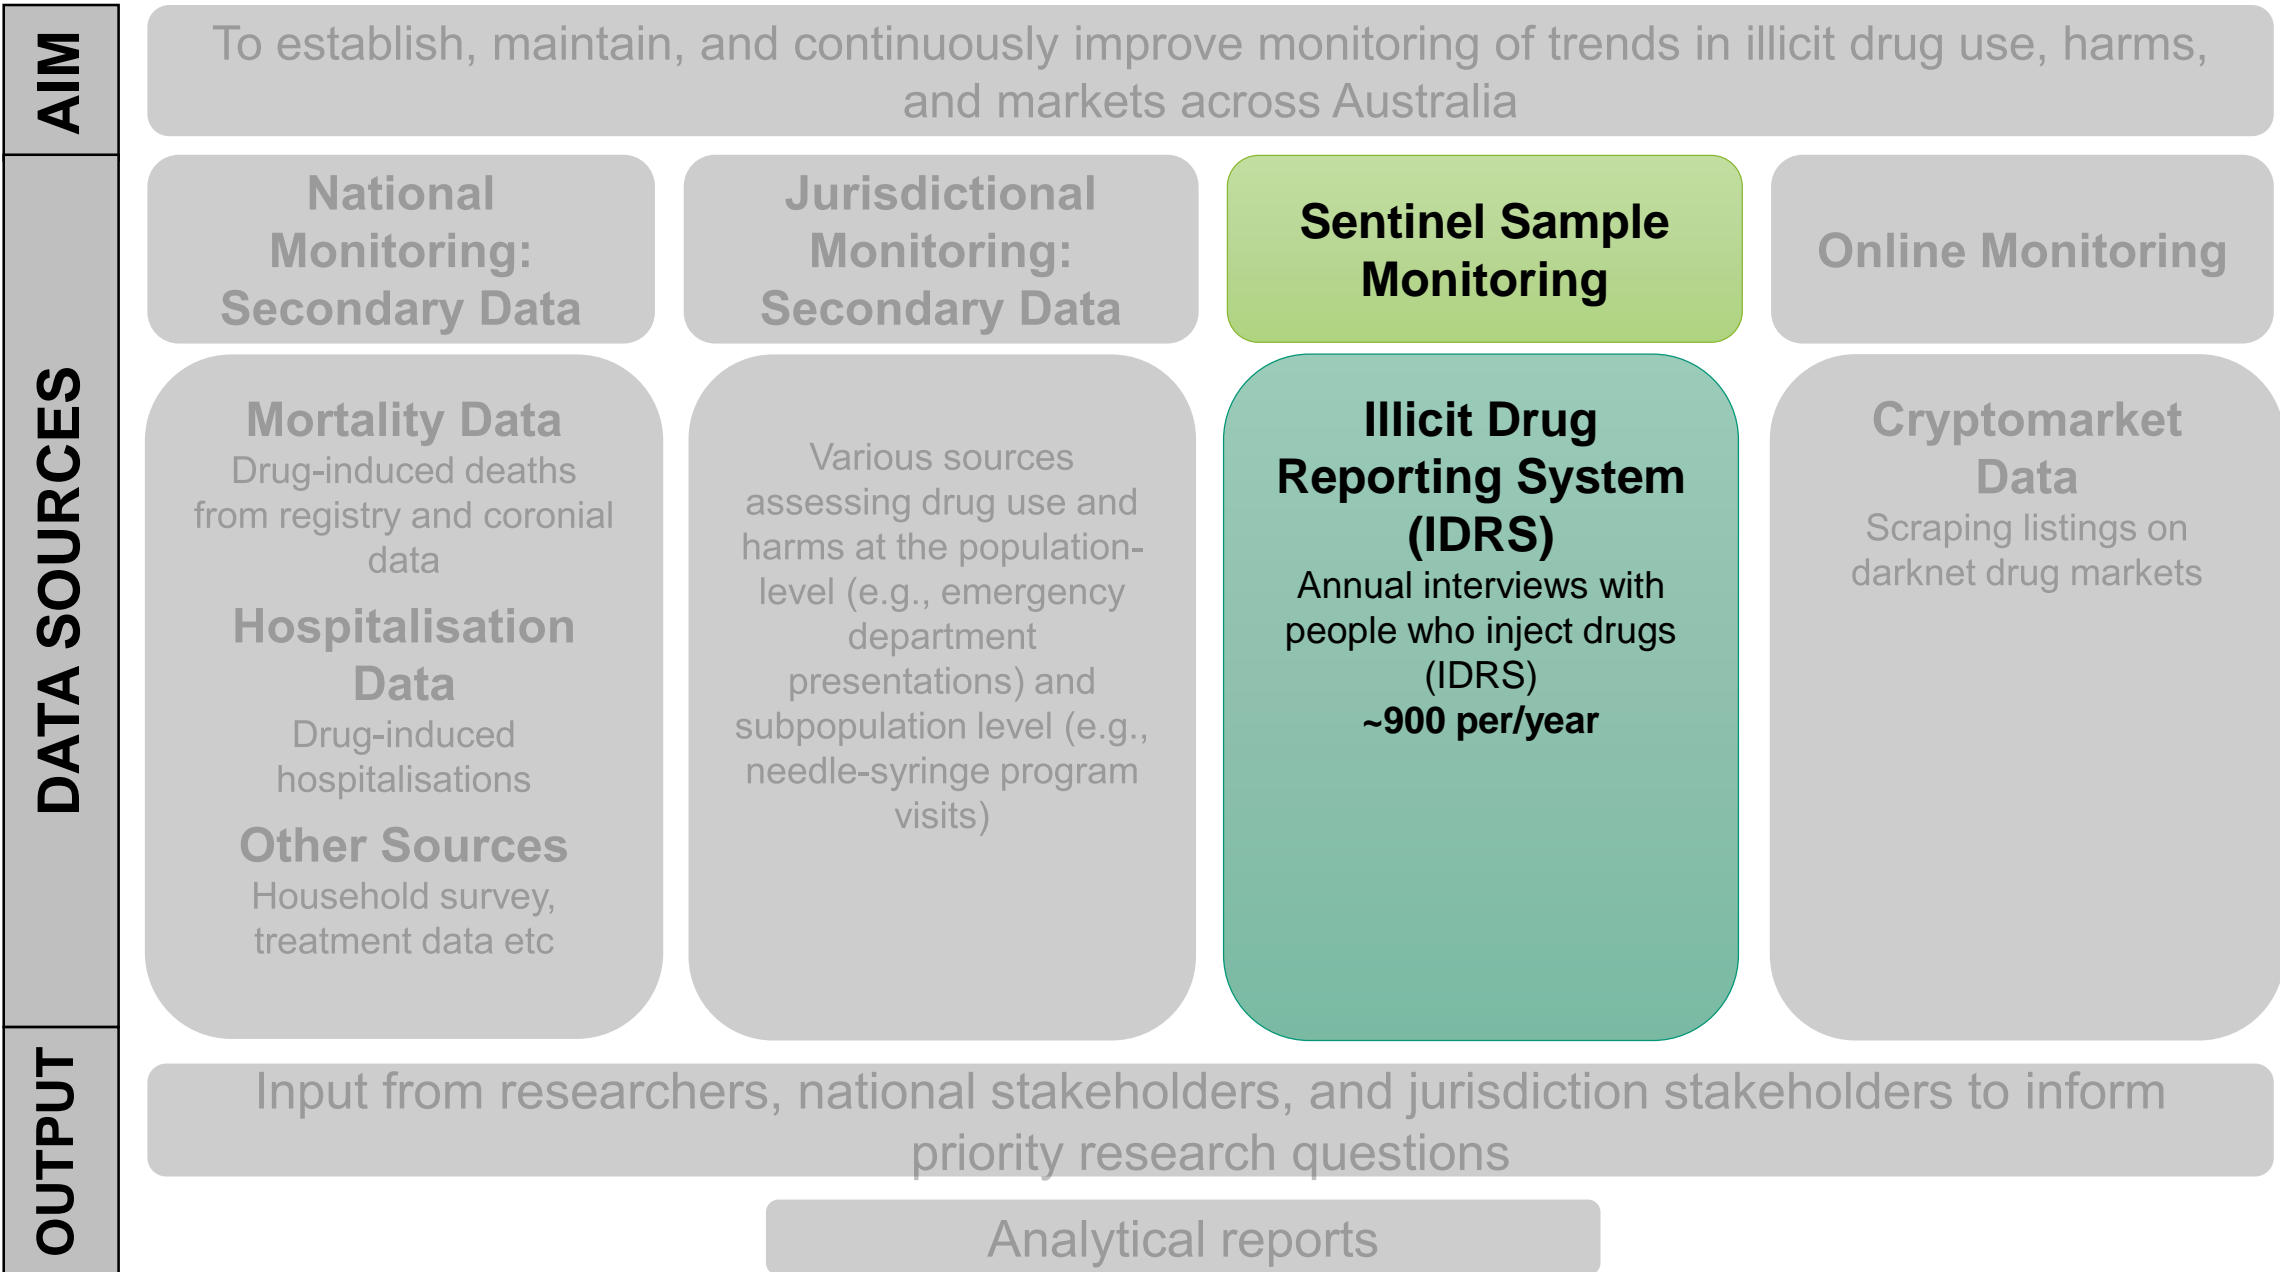 AIM
To establish, maintain, and continuously improve monitoring of trends in illicit drug use, harms,
and markets across Australia
DATA SOURCES
National
Monitoring:
Secondary Data
Jurisdictional
Monitoring:
Secondary Data
Sentinel Sample
Monitoring
Online Monitoring
Mortality Data
Drug-induced deaths
from registry and coronial
data
Hospitalisation
Data
Drug-induced
hospitalisations
Other Sources
Household survey,
treatment data etc
Various sources
assessing drug use and
harms at the population-
level (e.g., emergency
department
presentations) and
subpopulation level (e.g.,
needle-syringe program
visits)
Illicit Drug
Reporting System
(IDRS)
Annual interviews with
people who inject drugs
(IDRS)
~900 per/year
Cryptomarket
Data
Scraping listings on
darknet drug markets
OUTPUT
Input from researchers, national stakeholders, and jurisdiction stakeholders to inform
priority research questions
Analytical reports